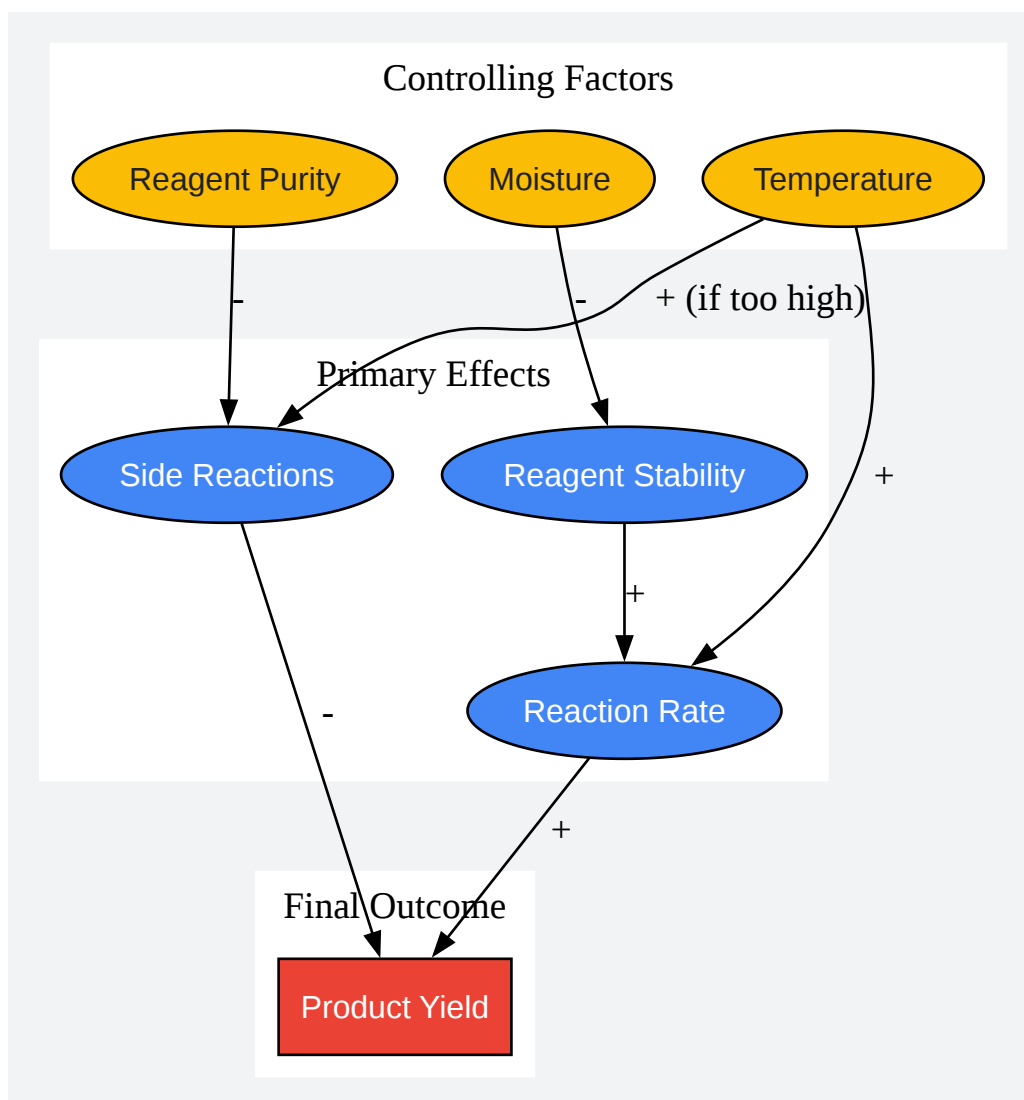 Controlling Factors
Reagent Purity
Moisture
Temperature
-
-
+ (if too high)
Primary Effects
Side Reactions
Reagent Stability
+
+
Reaction Rate
-
+
Final Outcome
Product Yield